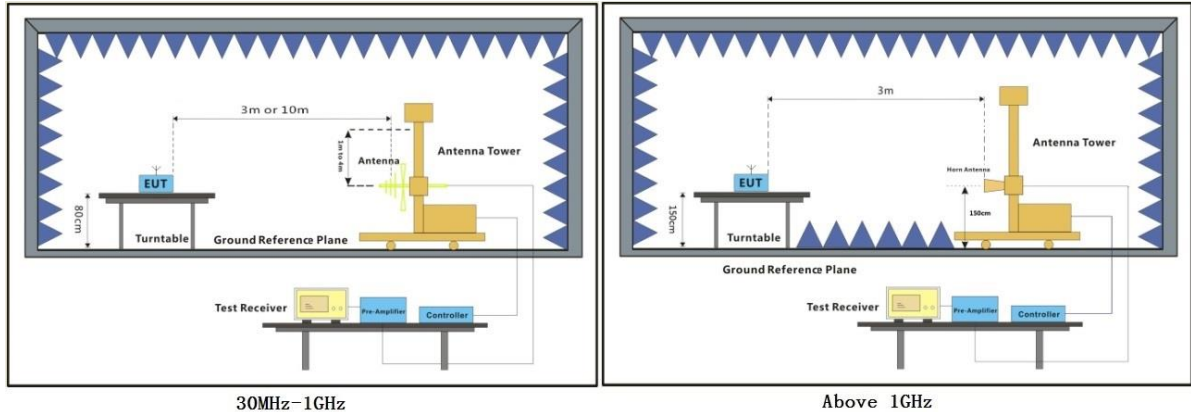 3m or 10m
1m to 4m
Antenna
Antenna Tower
EUT
80cm
Turntable
Ground Reference Plane
Test Receiver
Pre-Amplifier
Controller
30MHz-1GHz
3m
Antenna Tower
Horn Antenna
EUT
150cm
150cm
Turntable
Ground Reference Plane
Test Receiver
Pre-Amplifier
Controller
Above 1GHz